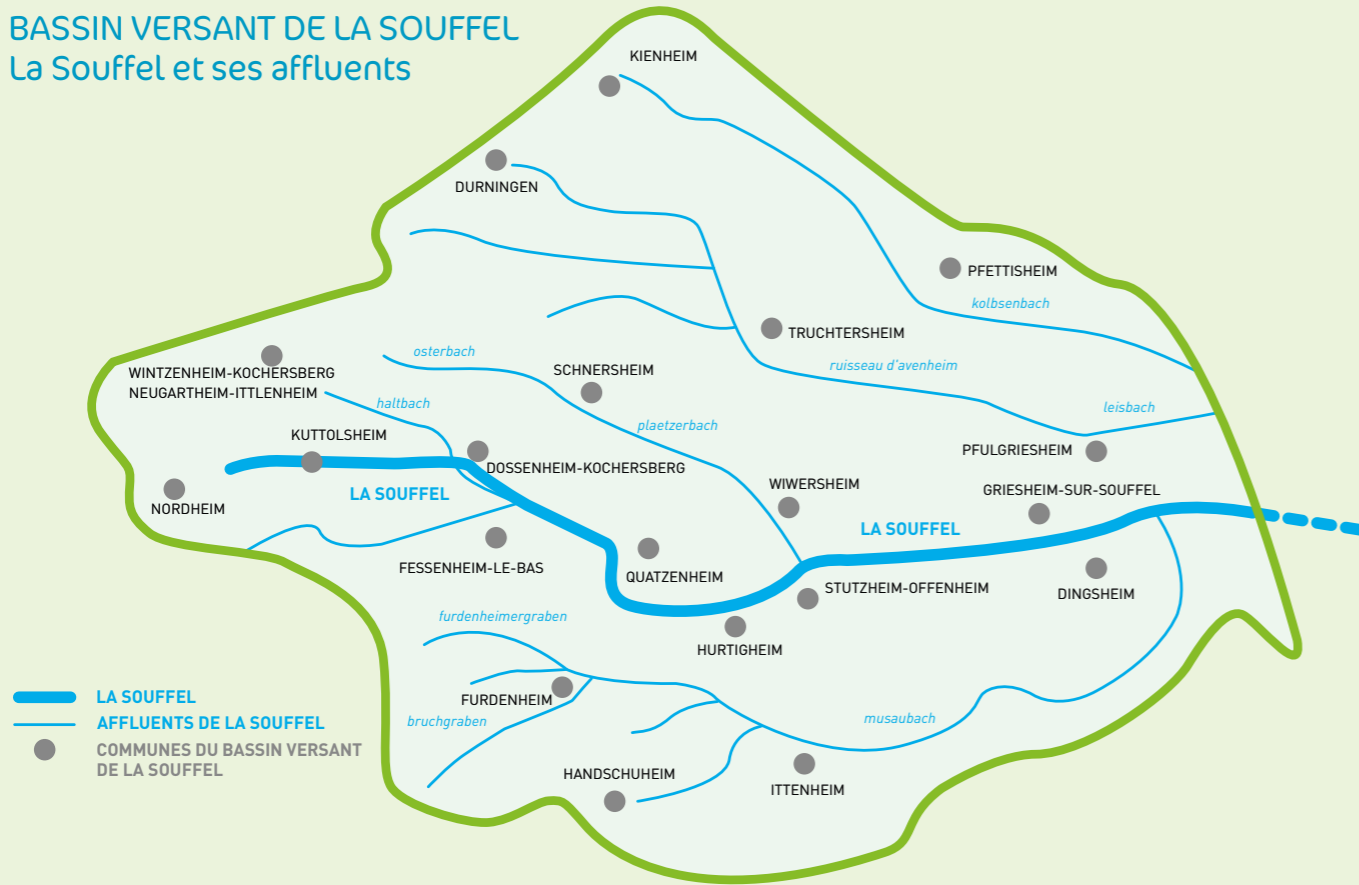 BASSIN VERSANT DE LA SOUFFEL
La Souffel et ses affluents
KIENHEIM
DURNINGEN
PFETTISHEIM
kolbsenbach
TRUCHTERSHEIM
osterbach
SCHNERSHEIM
ruisseau d'avenheim
WINTZENHEIM-KOCHERSBERG
NEUGARTHEIM-ITTLENHEIM
haltbach
leisbach
plaetzerbach
KUTTOLSHEIM
PFULGRIESHEIM
DOSSENHEIM-KOCHERSBERG
WIWERSHEIM
GRIESHEIM-SUR-SOUFFEL
LA SOUFFEL
NORDHEIM
LA SOUFFEL
FESSENHEIM-LE-BAS
QUATZENHEIM
STUTZHEIM-OFFENHEIM
DINGSHEIM
furdenheimergraben
HURTIGHEIM
FURDENHEIM
bruchgraben
musaubach
HANDSCHUHEIM
ITTENHEIM
LA SOUFFEL
AFFLUENTS DE LA SOUFFEL
COMMUNES DU BASSIN VERSANT
DE LA SOUFFEL